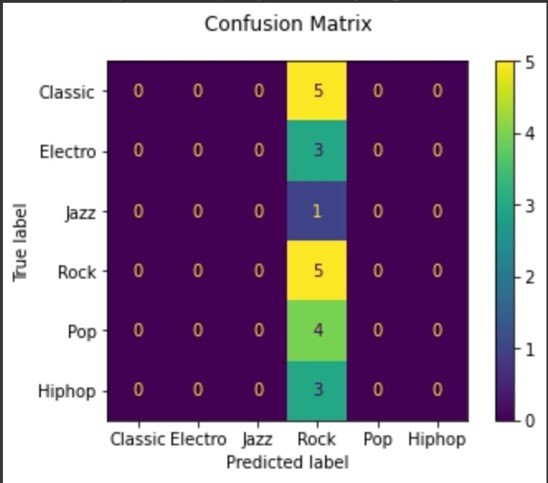 Confusion Matrix
Classic 0 0 0 5 0 0
Electro 0 0 0 3 0 0
Jazz 0 0 0 1 0 0
Rock 0 0 0 5 0 0
Pop 0 0 0 4 0 0
Hiphop 0 0 0 3 0 0
Classic Electro Jazz Rock Pop Hiphop
Predicted label
True label
5
4
3
2
1
0